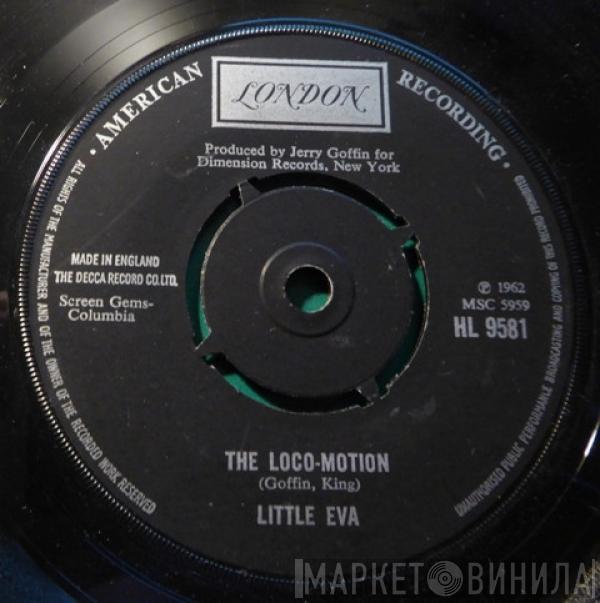 AMERICAN RECORDING
LONDON
Produced by Jerry Goffin for
Dimension Records, New York
MADE IN ENGLAND
THE DECCA RECORD CO. LTD.
Screen Gems-
Columbia
℗ 1962
MSC 5959
HL 9581
THE LOCO-MOTION
(Goffin, King)
LITTLE EVA
ALL RIGHTS OF THE MANUFACTURER AND OF THE OWNER OF THE RECORDED WORK RESERVED
UNAUTHORISED PUBLIC PERFORMANCE BROADCASTING AND COPYING OF THIS RECORD PROHIBITED
МАРКЕТ ВИНИЛА